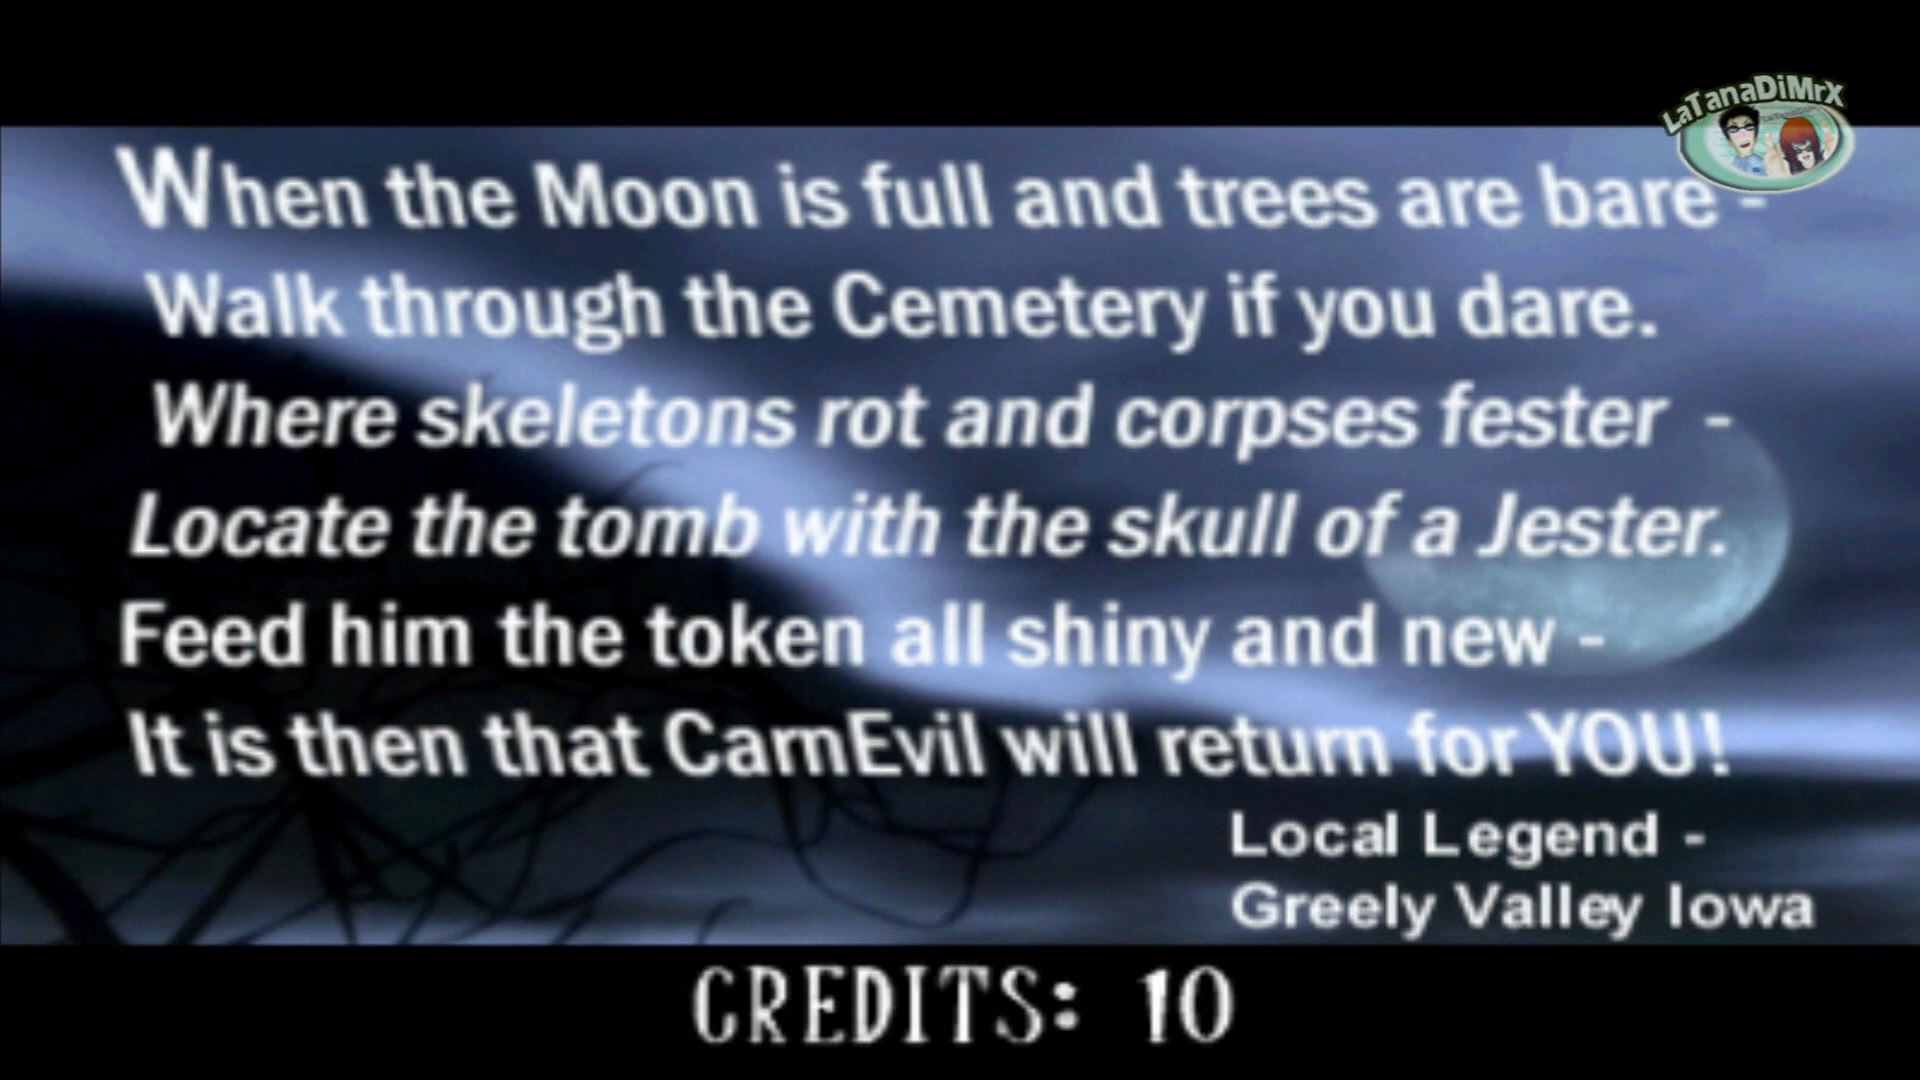 LaTanaDiMrX
When the Moon is full and trees are bare -
Walk through the Cemetery if you dare.
Where skeletons rot and corpses fester -
Locate the tomb with the skull of a Jester.
Feed him the token all shiny and new -
It is then that CarnEvil will return for YOU!
Local Legend -
Greely Valley Iowa
CREDITS: 10